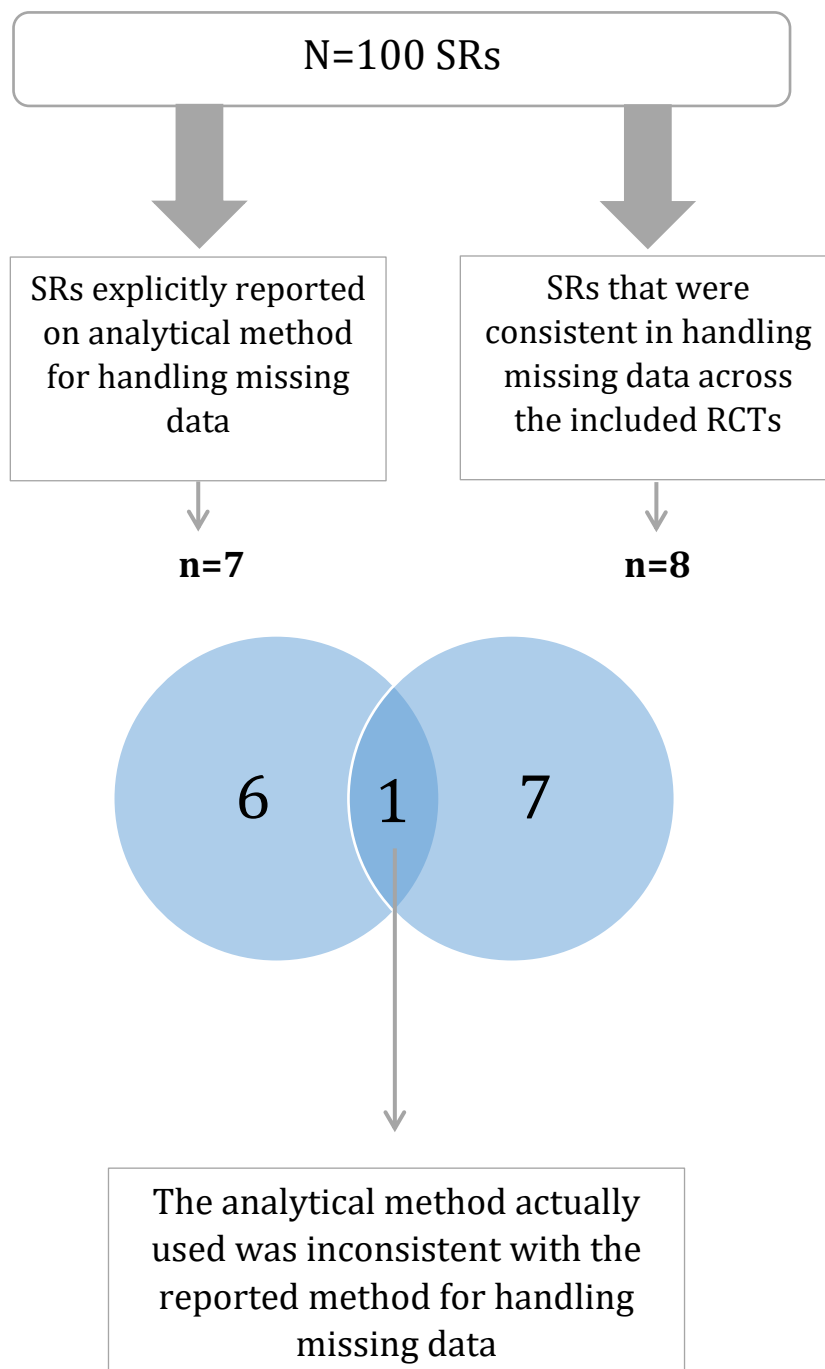 N=100 SRs
SRs explicitly reported
on analytical method
for handling missing
data
SRs that were
consistent in handling
missing data across
the included RCTs
n=7
n=8
6
1
7
The analytical method actually
used was inconsistent with the
reported method for handling
missing data